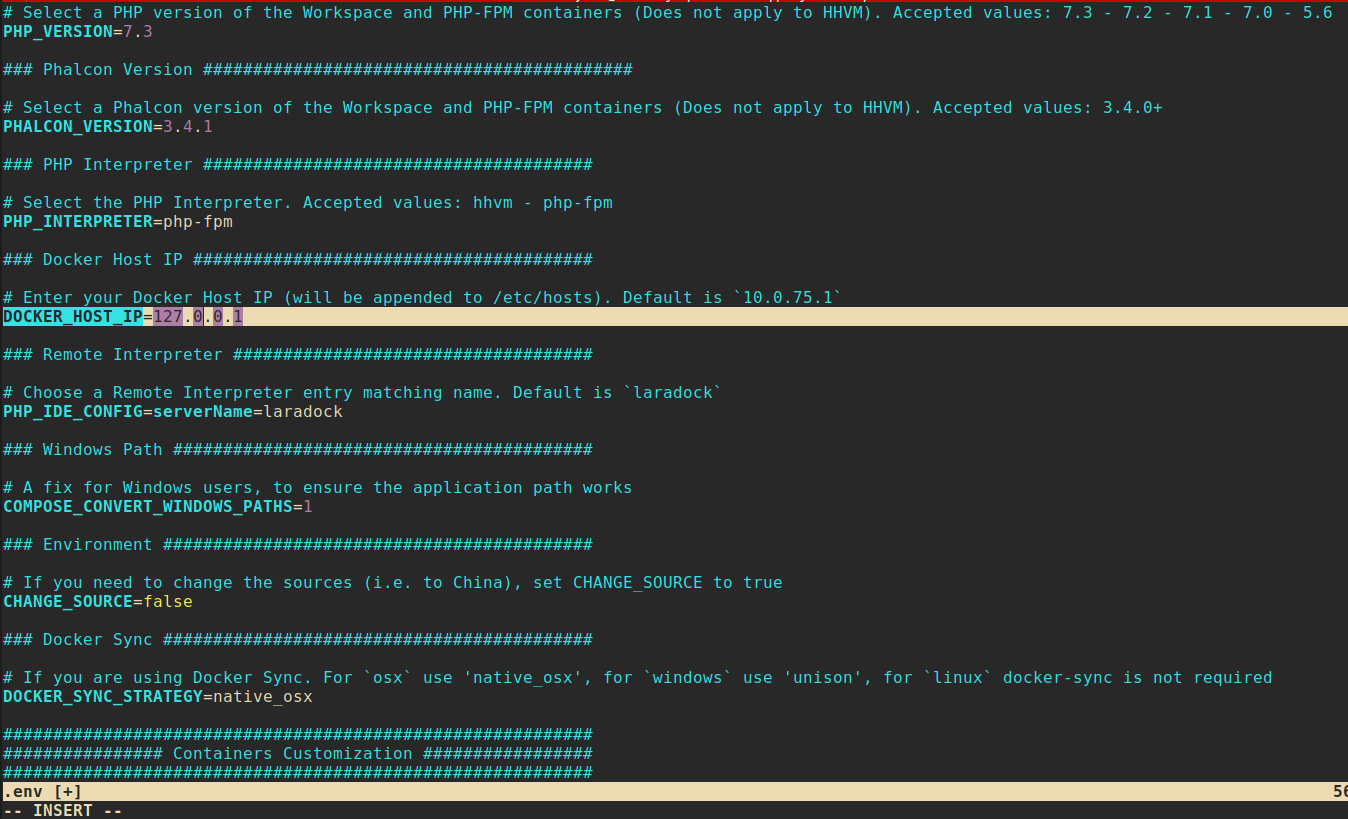 # Select a PHP version of the Workspace and PHP-FPM containers (Does not apply to HHVM). Accepted values: 7.3 - 7.2 - 7.1 - 7.0 - 5.6
PHP_VERSION=7.3
### Phalcon Version ###########################################
# Select a Phalcon version of the Workspace and PHP-FPM containers (Does not apply to HHVM). Accepted values: 3.4.0+
PHALCON_VERSION=3.4.1
### PHP Interpreter #######################################
# Select the PHP Interpreter. Accepted values: hhvm - php-fpm
PHP_INTERPRETER=php-fpm
### Docker Host IP ########################################
# Enter your Docker Host IP (will be appended to /etc/hosts). Default is `10.0.75.1`
DOCKER_HOST_IP=127.0.0.1
### Remote Interpreter ####################################
# Choose a Remote Interpreter entry matching name. Default is `laradock`
PHP_IDE_CONFIG=serverName=laradock
### Windows Path ##########################################
# A fix for Windows users, to ensure the application path works
COMPOSE_CONVERT_WINDOWS_PATHS=1
### Environment ###########################################
# If you need to change the sources (i.e. to China), set CHANGE_SOURCE to true
CHANGE_SOURCE=false
### Docker Sync ###########################################
# If you are using Docker Sync. For `osx` use 'native_osx', for `windows` use 'unison', for `linux` docker-sync is not required
DOCKER_SYNC_STRATEGY=native_osx
###########################################################
################ Containers Customization #################
###########################################################
.env [+]
-- INSERT --